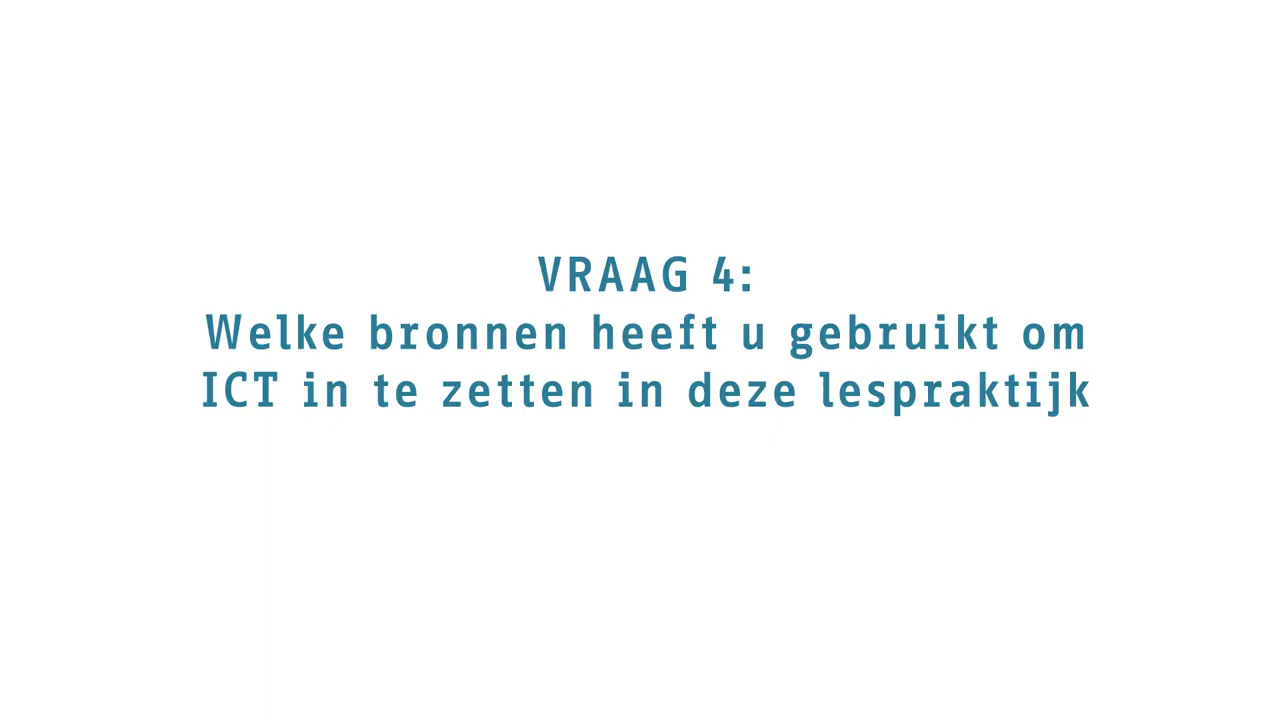 VRAAG 4:
Welke bronnen heeft u gebruikt om
ICT in te zetten in deze lespraktijk